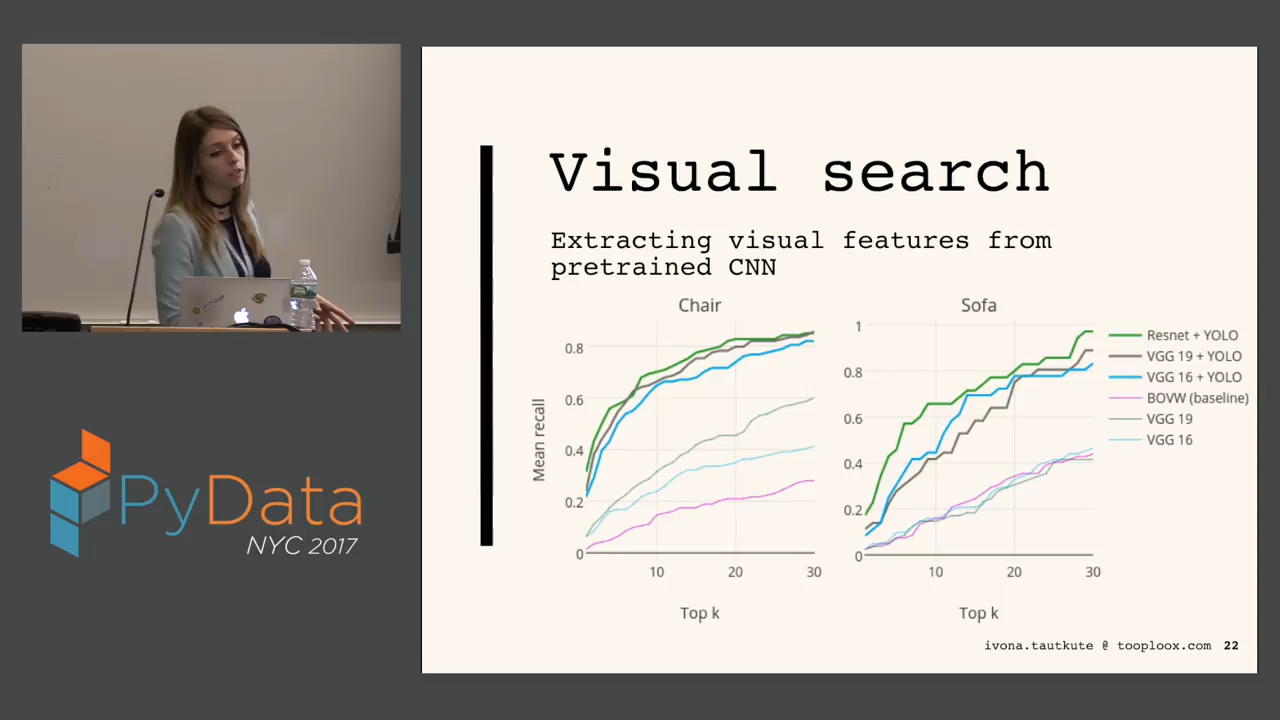 Visual search
Extracting visual features from
pretrained CNN
Chair
Sofa
Mean recall
0.8
0.6
0.4
0.2
0
10
20
30
Top k
1
0.8
0.6
0.4
0.2
0
10
20
30
Top k
Resnet + YOLO
VGG 19 + YOLO
VGG 16 + YOLO
BOVW (baseline)
VGG 19
VGG 16
ivona.tautkute @ tooploox.com 22
PyData
NYC 2017